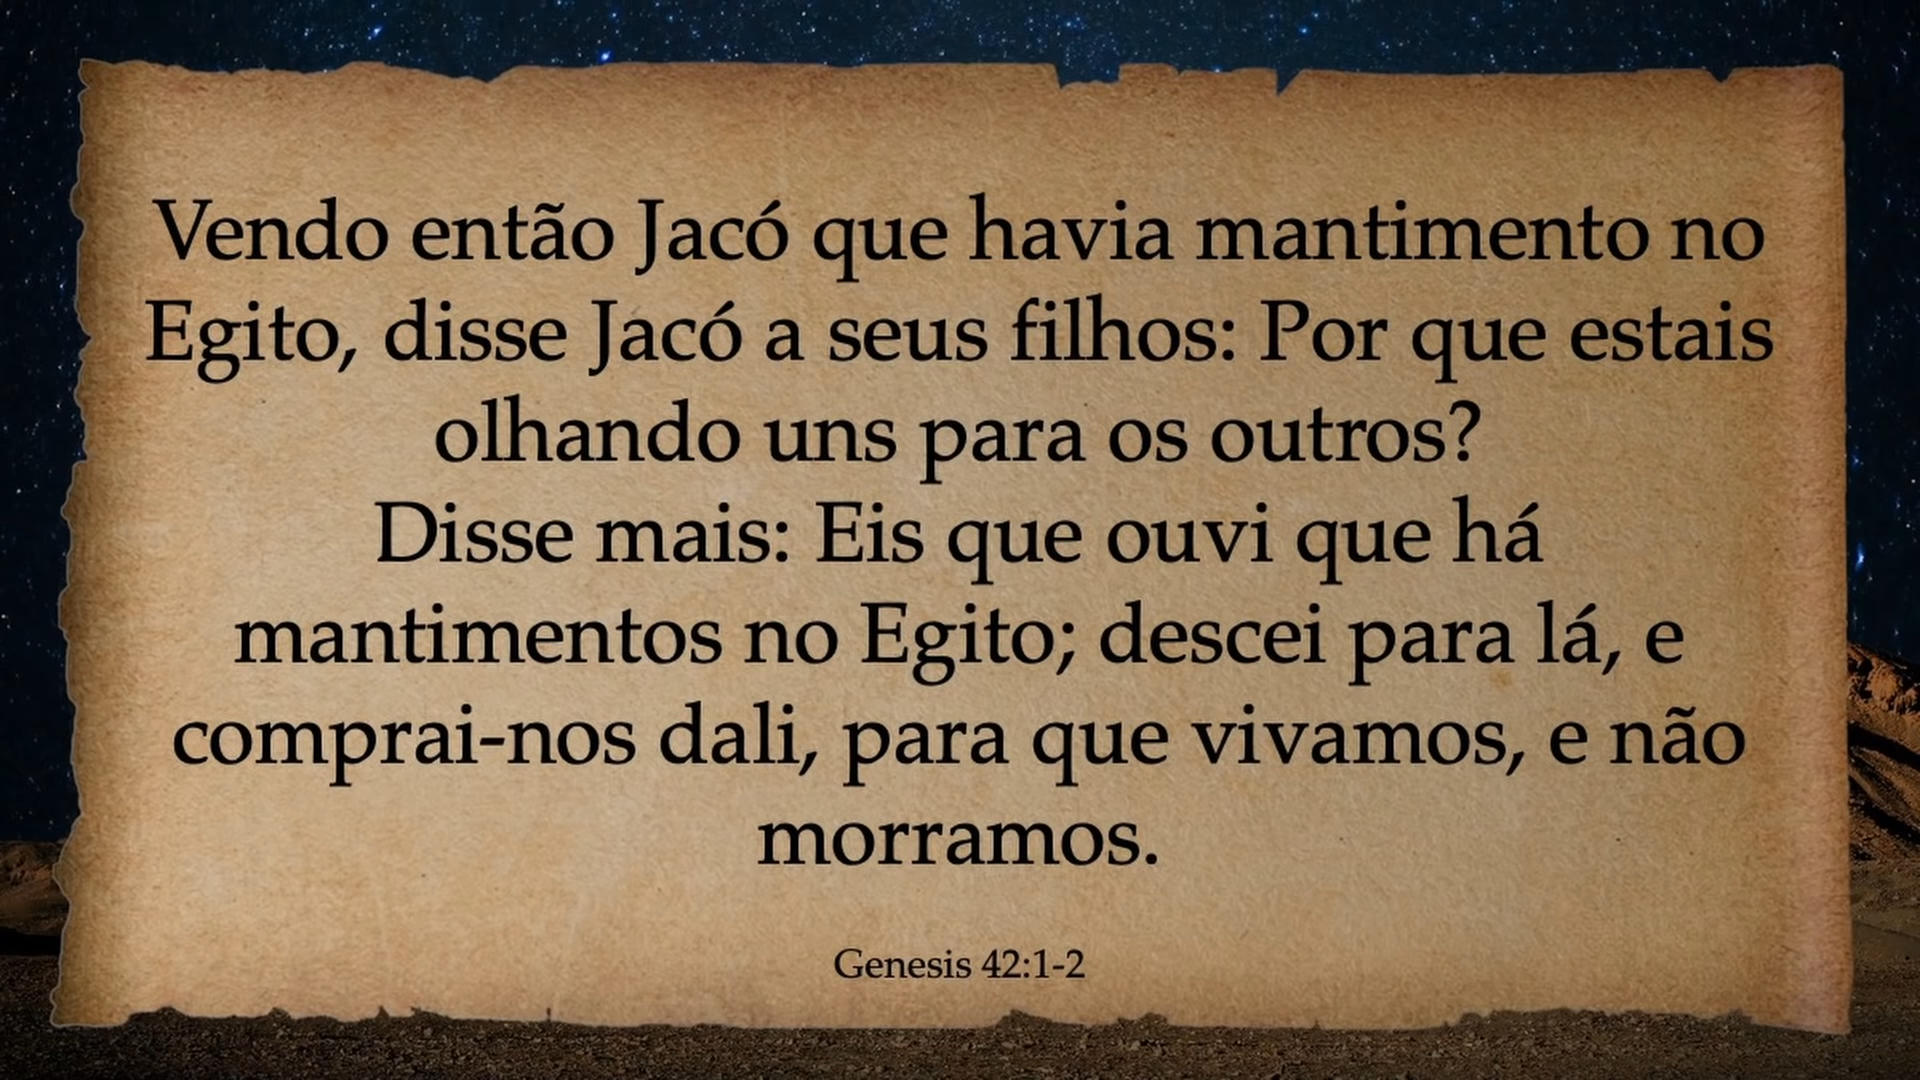 Vendo então Jacó que havia mantimento no
Egito, disse Jacó a seus filhos: Por que estais
olhando uns para os outros?
Disse mais: Eis que ouvi que há
mantimentos no Egito; descei para lá, e
comprai-nos dali, para que vivamos, e não
morramos.
Genesis 42:1-2